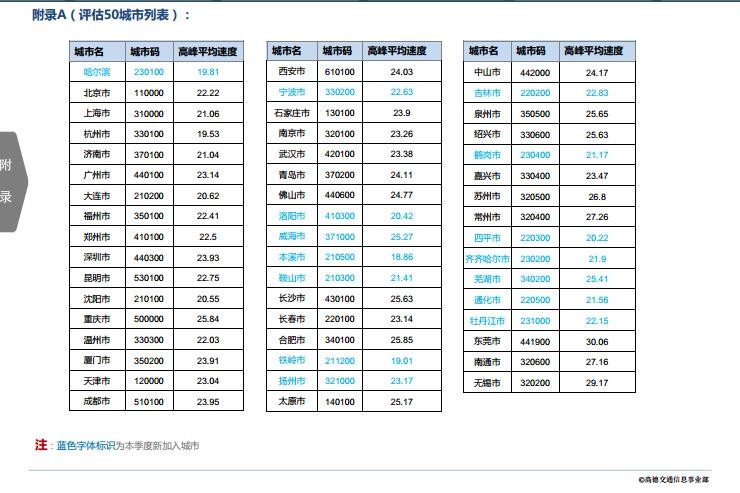 附录A（评估50城市列表）：
附
录
城市名 城市码 高峰平均速度
哈尔滨 230100 19.81
北京市 110000 22.22
上海市 310000 21.06
杭州市 330100 19.53
济南市 370100 21.04
广州市 440100 23.14
大连市 210200 20.62
福州市 350100 22.41
郑州市 410100 22.5
深圳市 440300 23.93
昆明市 530100 22.75
沈阳市 210100 20.55
重庆市 500000 25.84
温州市 330300 22.03
厦门市 350200 23.91
天津市 120000 23.04
成都市 510100 23.95
城市名 城市码 高峰平均速度
西安市 610100 24.03
宁波市 330200 22.63
石家庄市 130100 23.9
南京市 320100 23.26
武汉市 420100 23.38
青岛市 370200 24.11
佛山市 440600 24.77
洛阳市 410300 20.42
威海市 371000 25.27
本溪市 210500 18.86
鞍山市 210300 21.41
长沙市 430100 25.63
长春市 220100 23.14
合肥市 340100 25.85
铁岭市 211200 19.01
扬州市 321000 23.17
太原市 140100 25.17
城市名 城市码 高峰平均速度
中山市 442000 24.17
吉林市 220200 22.83
泉州市 350500 25.65
绍兴市 330600 25.63
鹤岗市 230400 21.17
嘉兴市 330400 23.47
苏州市 320500 26.8
常州市 320400 27.26
四平市 220300 20.22
齐齐哈尔市 230200 21.9
芜湖市 340200 25.41
通化市 220500 21.56
牡丹江市 231000 22.15
东莞市 441900 30.06
南通市 320600 27.16
无锡市 320200 29.17
注：蓝色字体标识为本季度新加入城市
©高德交通信息事业部